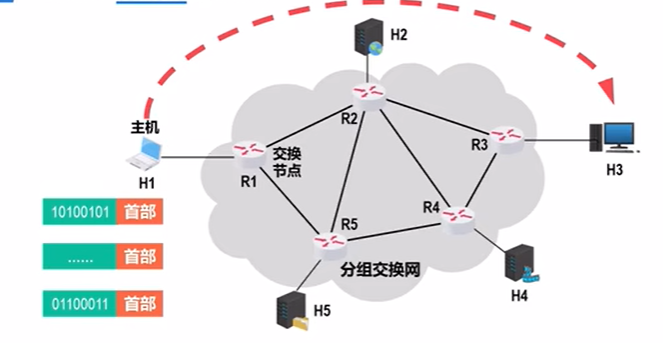 H2
主机
R2
交换
节点
R3
H1
R1
H3
10100101 首部
R4
R5
...... 首部
分组交换网
H4
01100011 首部
H5